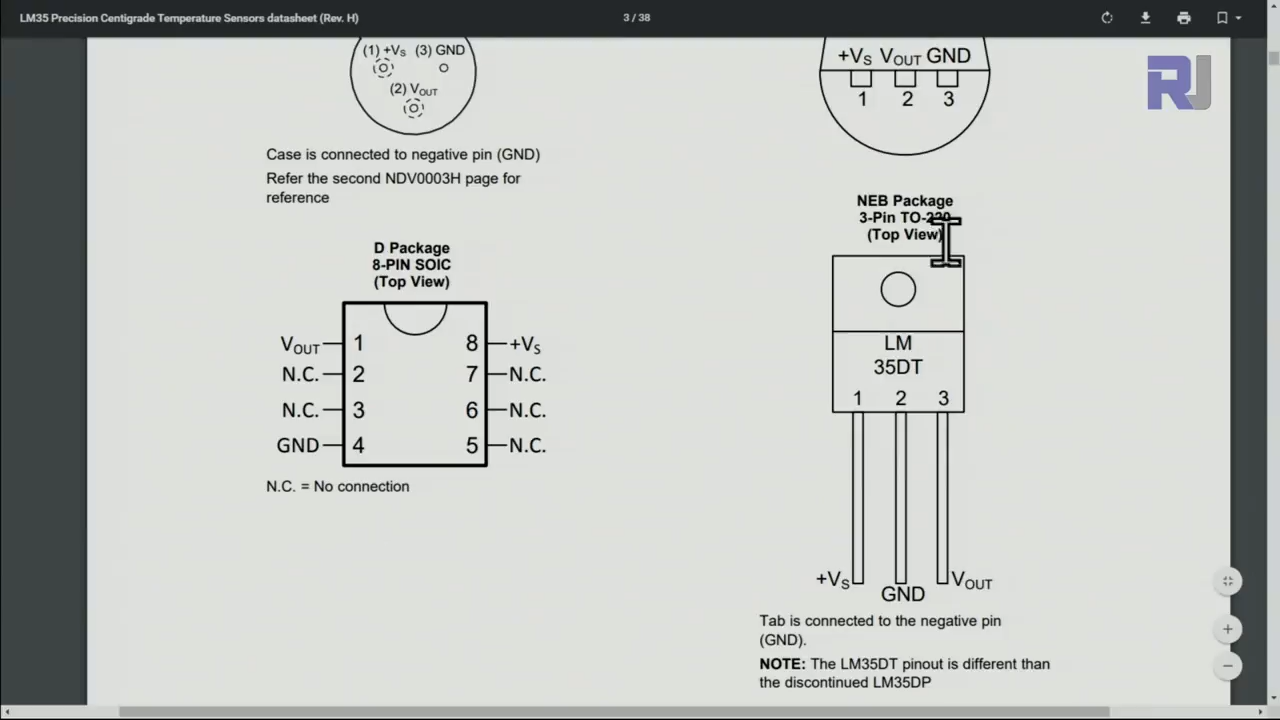 LM35 Precision Centigrade Temperature Sensors datasheet (Rev. H)
3 / 38
RJ
(1) +VS (3) GND
(2) VOUT
Case is connected to negative pin (GND)
Refer the second NDV0003H page for
reference
+VS VOUT GND
1 2 3
D Package
8-PIN SOIC
(Top View)
VOUT 1 8 +VS
N.C. 2 7 N.C.
N.C. 3 6 N.C.
GND 4 5 N.C.
N.C. = No connection
NEB Package
3-Pin TO-220
(Top View)
LM
35DT
1 2 3
+VS GND VOUT
Tab is connected to the negative pin
(GND).
NOTE: The LM35DT pinout is different than
the discontinued LM35DP